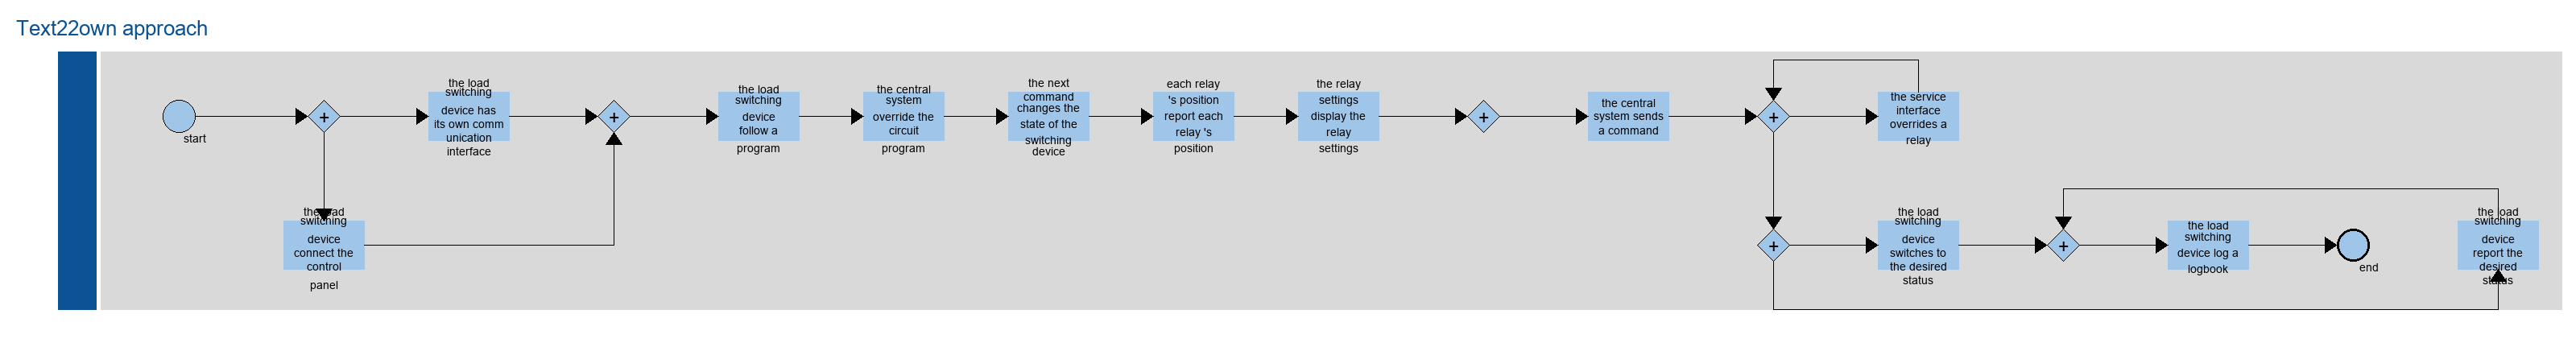 Text22own approach
start
the load
switching
device has
its own comm
unication
interface
the load
switching
device
connect the
control
panel
the load
switching
device
follow a
program
the central
system
override the
circuit
program
the next
command
changes the
state of the
switching
device
each relay
's position
report each
relay 's
position
the relay
settings
display the
relay
settings
the central
system sends
a command
the service
interface
overrides a
relay
the load
switching
device
switches to
the desired
status
the load
switching
device log a
logbook
end
the load
switching
device
report the
desired
status